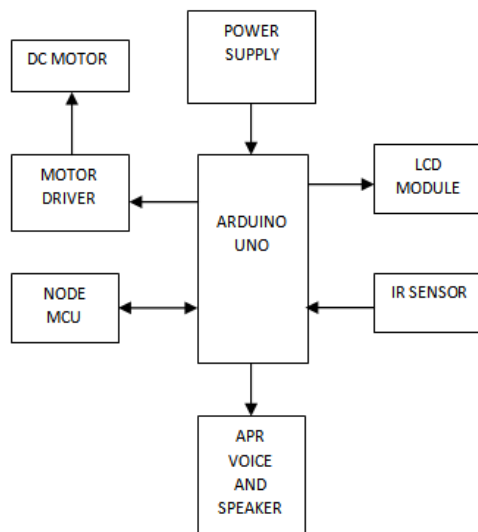 POWER
SUPPLY
DC MOTOR
MOTOR
DRIVER
ARDUINO
UNO
LCD
MODULE
NODE
MCU
IR SENSOR
APR
VOICE
AND
SPEAKER